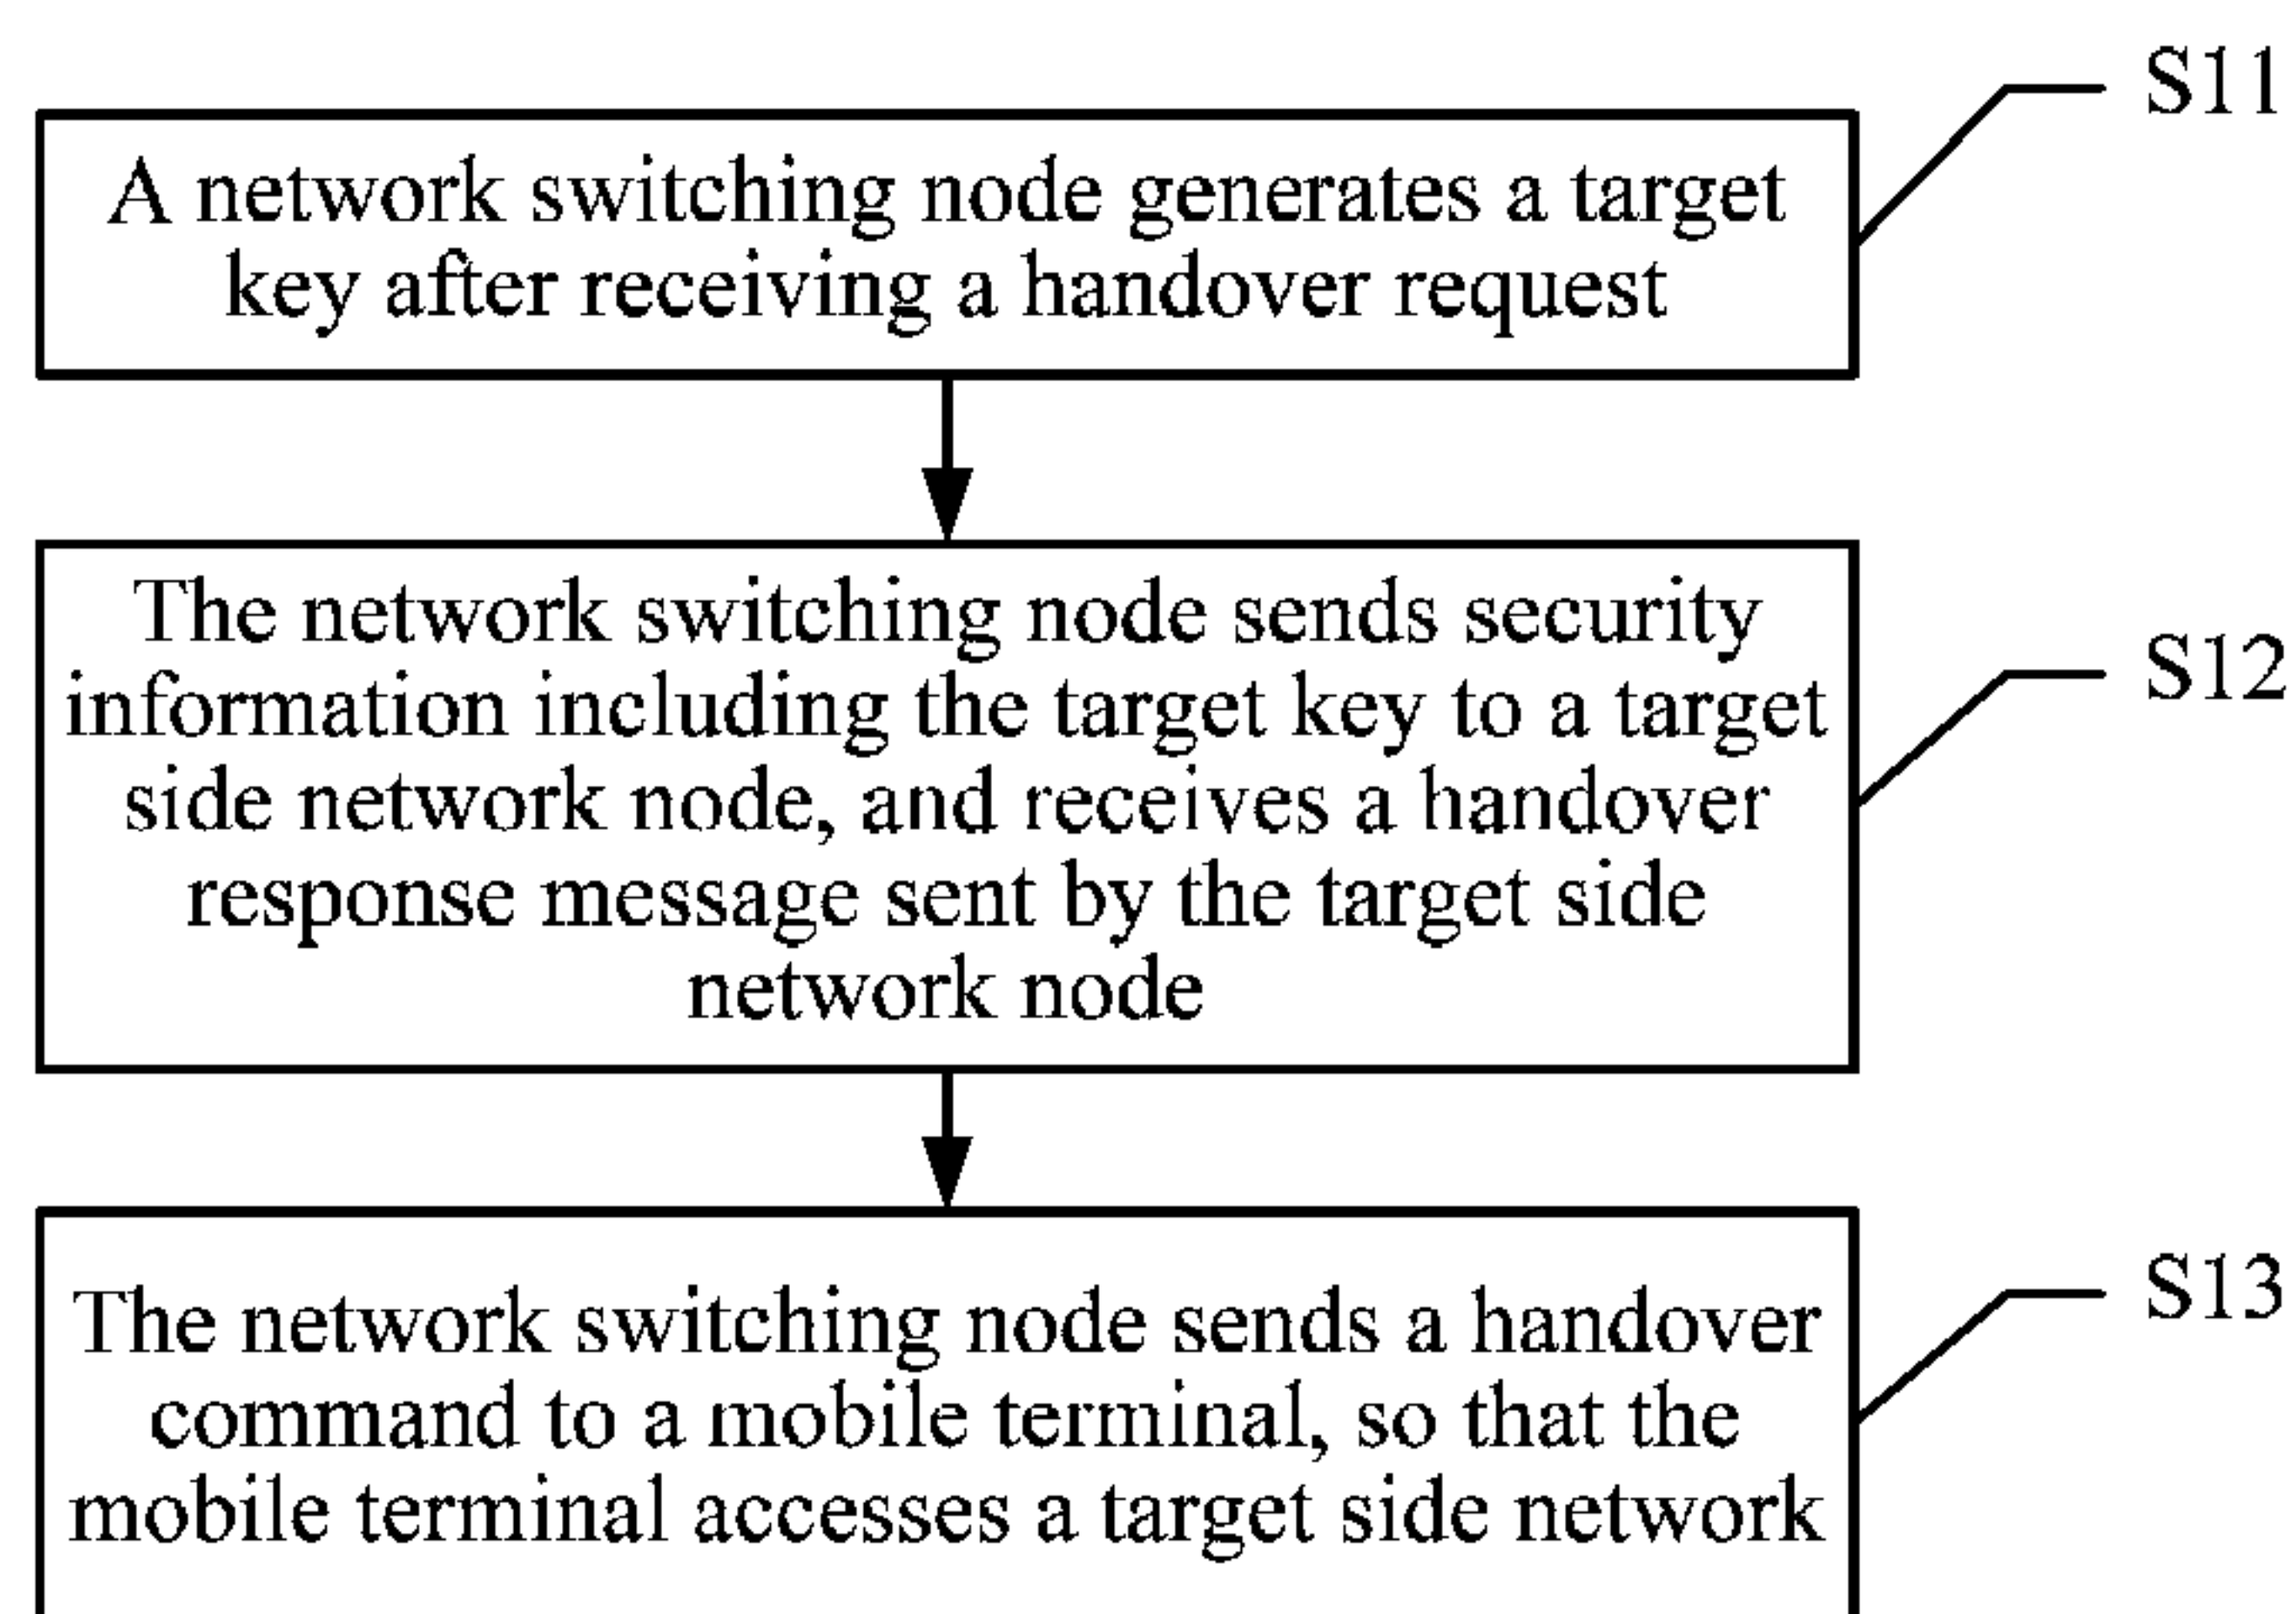 S11
A network switching node generates a target
key after receiving a handover request
The network switching node sends security
information including the target key to a target
side network node, and receives a handover
response message sent by the target side
network node
S12
The network switching node sends a handover
command to a mobile terminal, so that the
mobile terminal accesses a target side network
S13